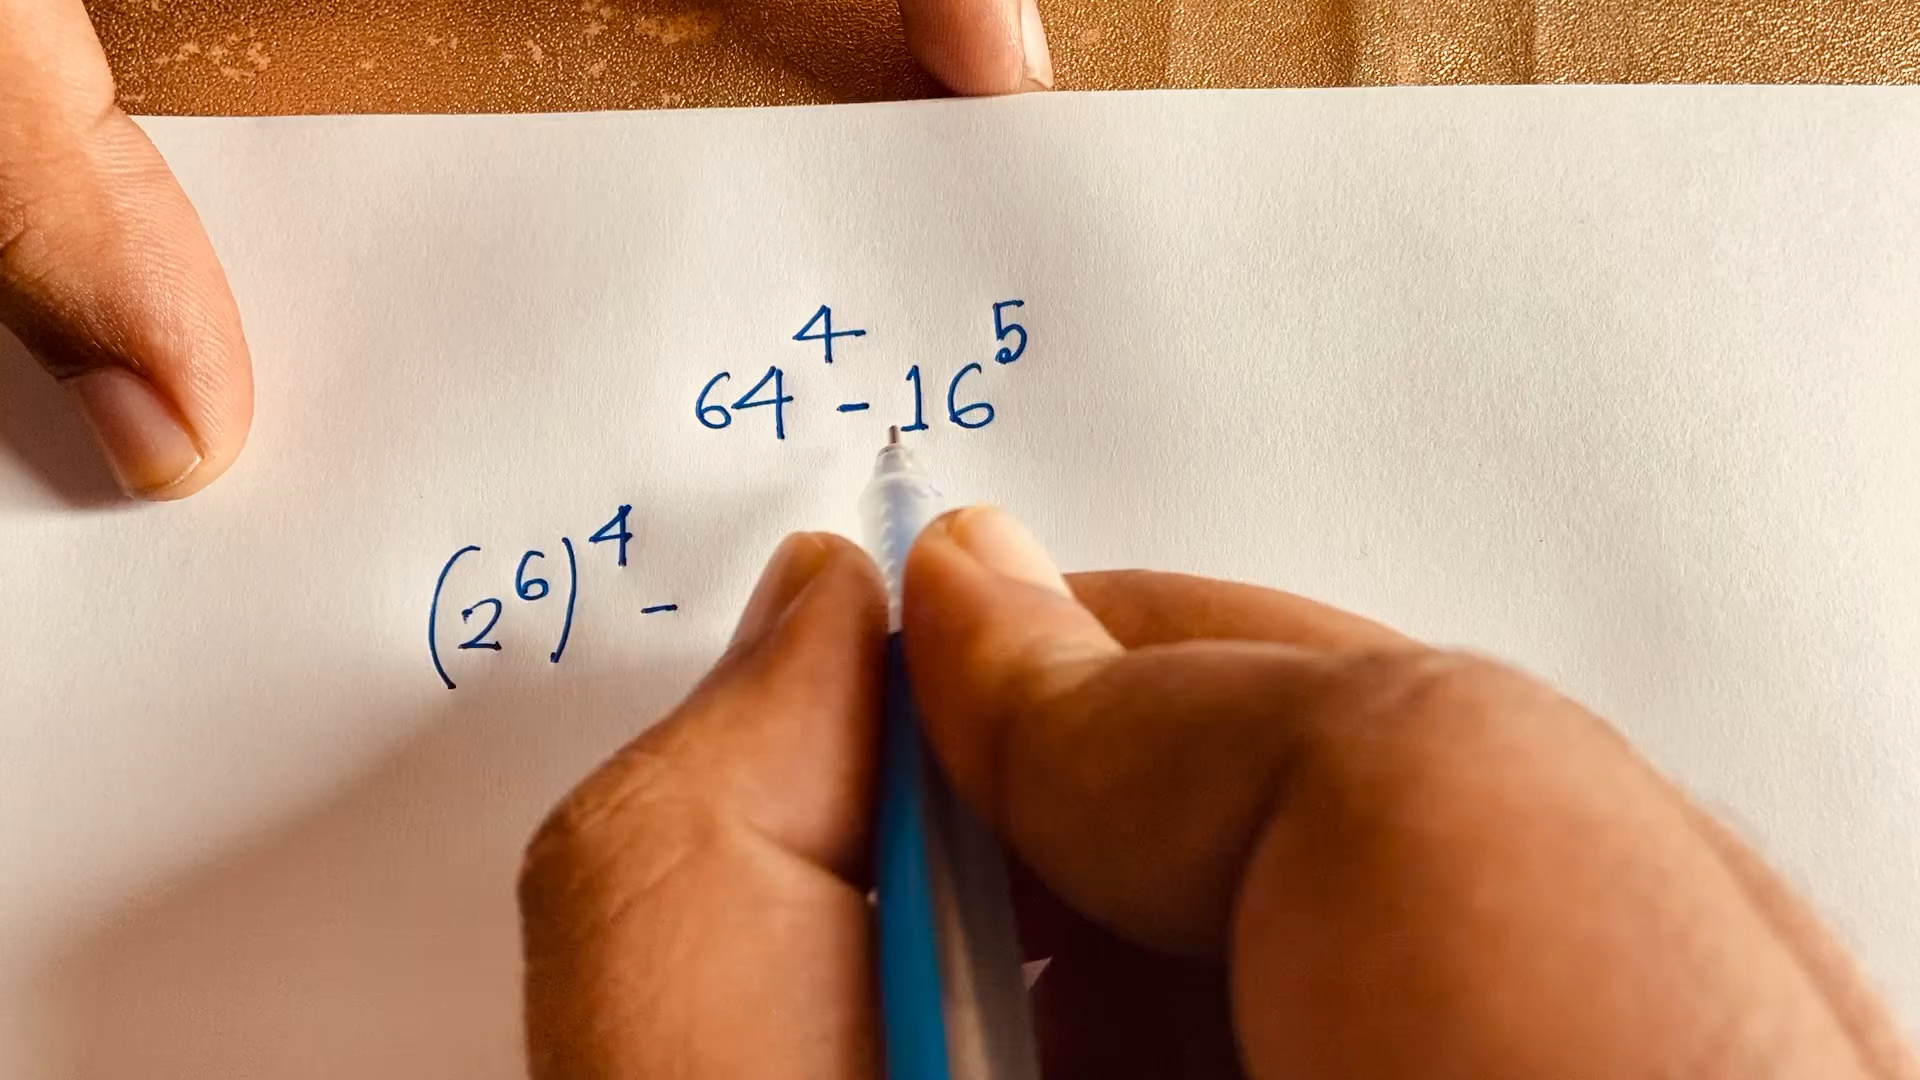 64⁴ - 16⁵
(2⁶)⁴ -